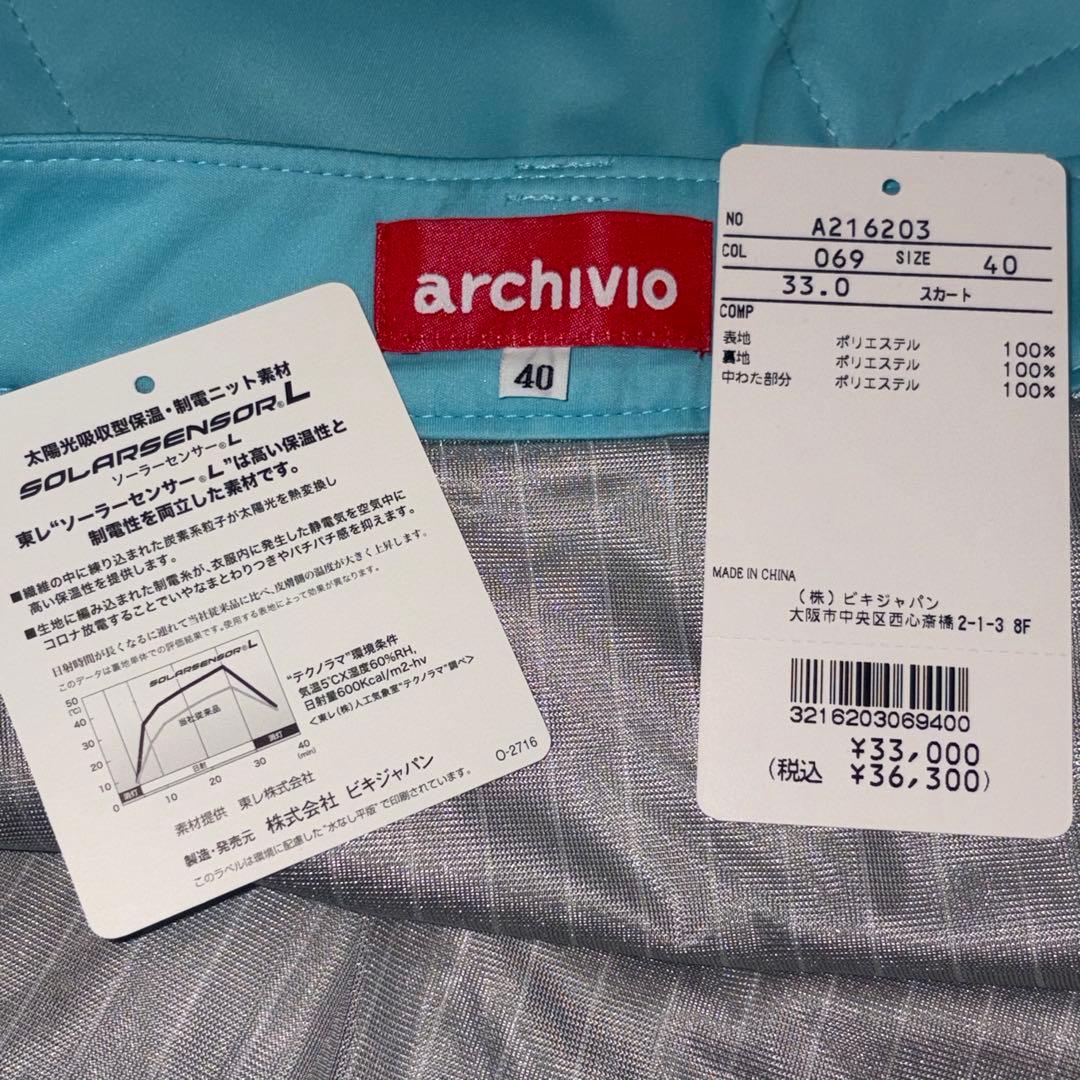 archivio
40
NO A216203
COL 069 SIZE 40
33.0 スカート
COMP
表地 ポリエステル 100%
裏地 ポリエステル 100%
中わた部分 ポリエステル 100%
MADE IN CHINA
(株)ビキジャパン
大阪市中央区西心斎橋2-1-3 8F
3216203069400
¥33,000
(税込 ¥36,300)
太陽光吸収型保温・制電ニット素材
SOLARSENSOR®L
ソーラーセンサー®L
東レ“ソーラーセンサー®L”は高い保温性と
制電性を両立した素材です。
■繊維の中に練り込まれた炭素系粒子が太陽光を熱変換し
高い保温性を提供します。
■生地に編み込まれた制電糸が、衣服内に発生した静電気を空気中に
コロナ放電することでいやなまとわりつきやパチパチ感を抑えます。
日射時間が長くなるに連れて当社従来品に比べ、皮膚側の温度が大きく上昇します。
このデータは裏地単体での評価結果です。使用する表地によって効果が異なります。
SOLARSENSOR L
当社従来品
50
(℃)
40
30
20
10
0
消灯
日射
消灯
10 20 30 40
(min)
“テクノラマ”環境条件
気温5℃X湿度60%RH,
日射量600Kcal/m2・hv
<東レ(株)人工気象室“テクノラマ”調べ>
素材提供 東レ株式会社
O-2716
製造・発売元 株式会社 ビキジャパン
このラベルは環境に配慮した“水なし平版”で印刷されています。